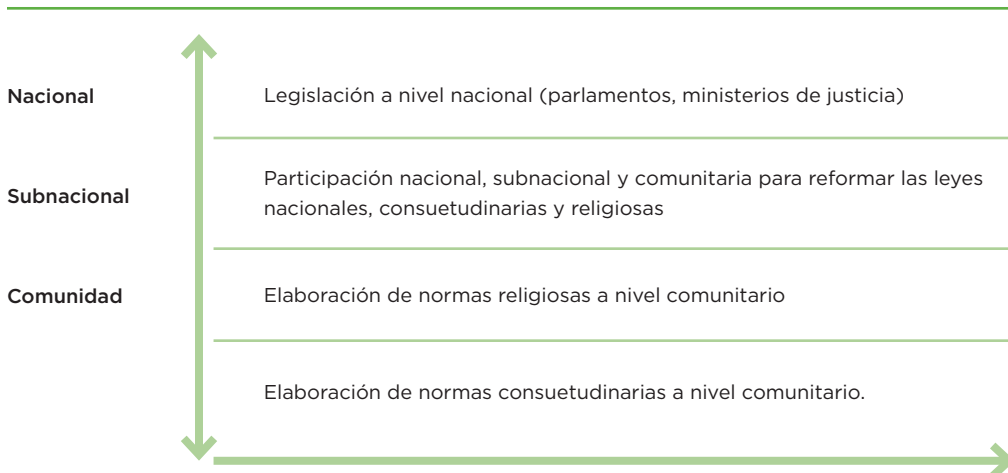 Nacional
Legislación a nivel nacional (parlamentos, ministerios de justicia)
Subnacional
Participación nacional, subnacional y comunitaria para reformar las leyes
nacionales, consuetudinarias y religiosas
Comunidad
Elaboración de normas religiosas a nivel comunitario
Elaboración de normas consuetudinarias a nivel comunitario.